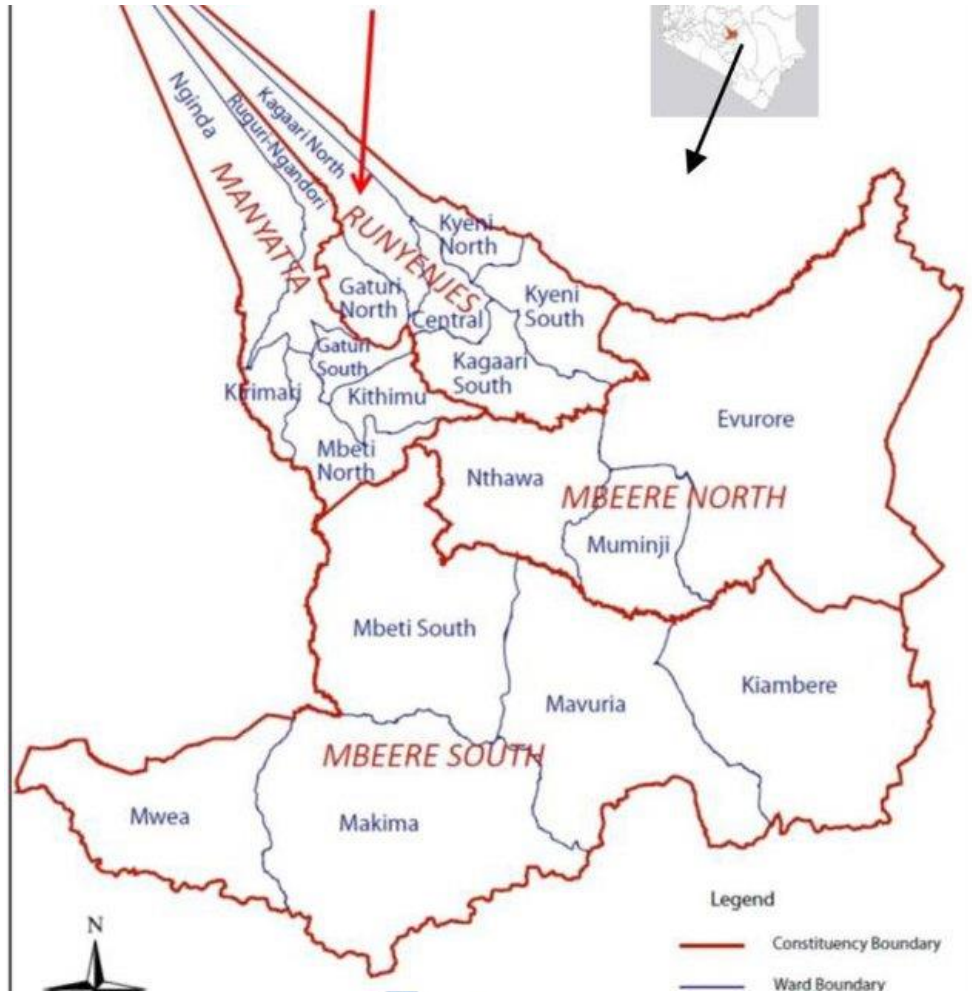 Nginda
Ruguri-Ngandori
Kagaari North
MANYATTA
RUNYENJES
Kyeni
North
Gaturi
North
Central
Kyeni
South
Gaturi
South
Kagaari
South
Kirimari
Kithimu
Evurore
Mbeti
North
Nthawa
MBEERE NORTH
Muminji
Mbeti South
Kiambere
Mavuria
MBEERE SOUTH
Mwea
Makima
Legend
N
Constituency Boundary
Ward Boundary